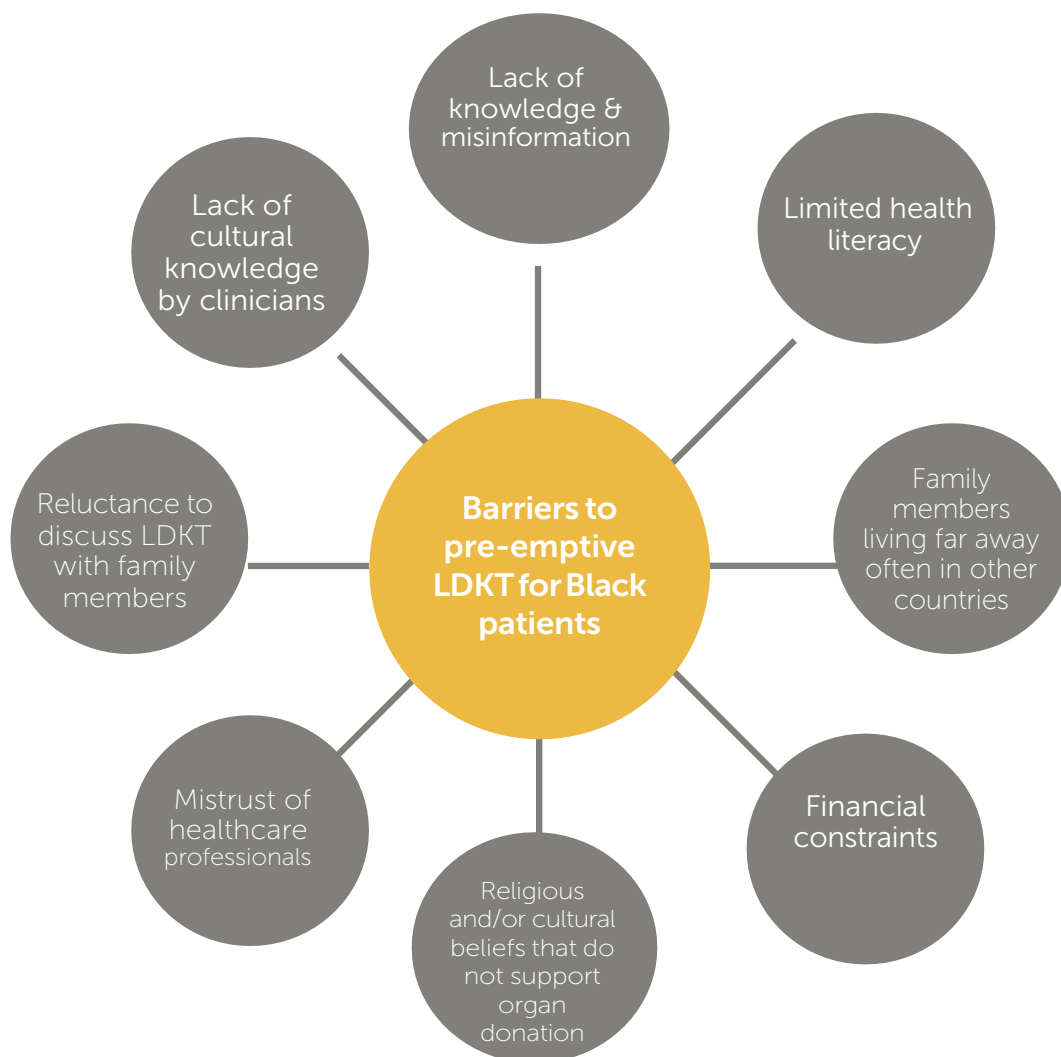 Lack of
knowledge &
misinformation
Limited health
literacy
Family
members
living far away
often in other
countries
Financial
constraints
Religious
and/or cultural
beliefs that do
not support
organ
donation
Mistrust of
healthcare
professionals
Reluctance to
discuss LDKT
with family
members
Lack of
cultural
knowledge
by clinicians
Barriers to
pre-emptive
LDKT for Black
patients